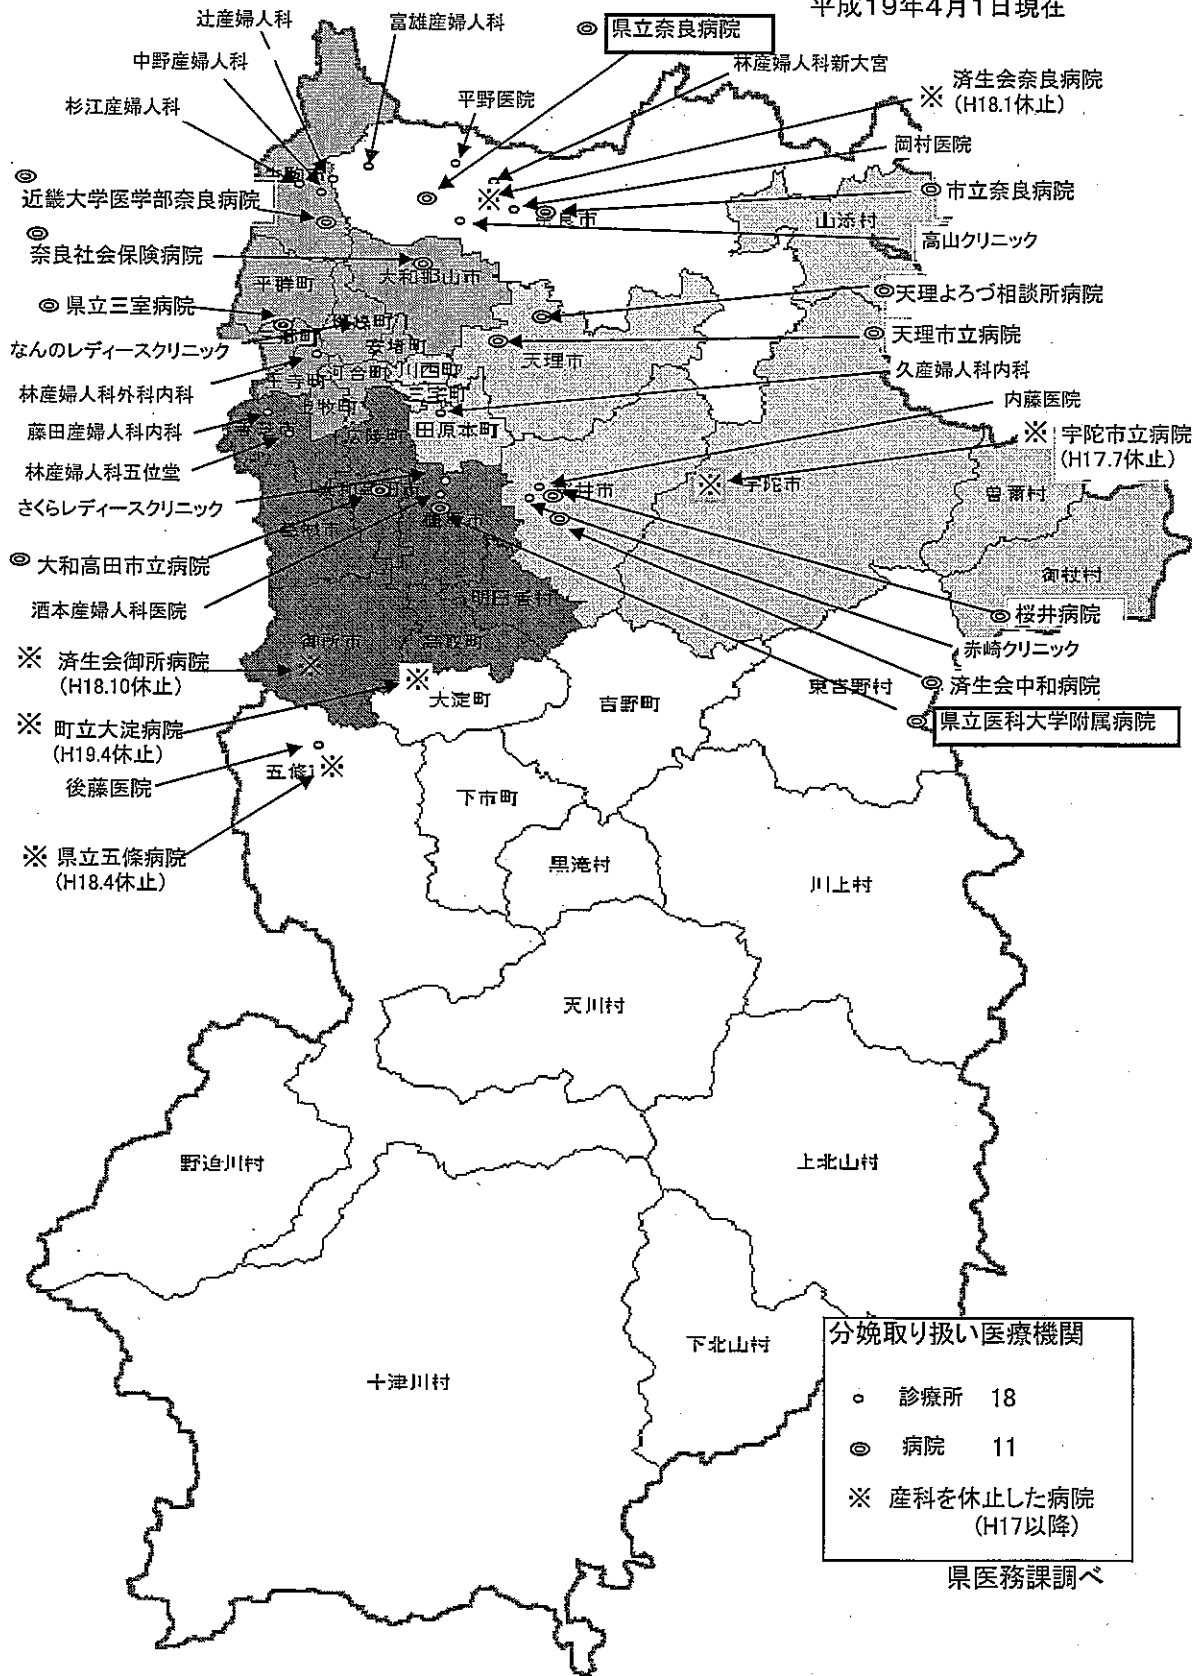 平成19年4月1日現在
辻産婦人科
富雄産婦人科
◎ 県立奈良病院
中野産婦人科
林産婦人科新大宮
杉江産婦人科
平野医院
※ 済生会奈良病院
(H18.1休止)
岡村医院
◎
近畿大学医学部奈良病院
◎ 市立奈良病院
山添村
高山クリニック
◎
奈良社会保険病院
大和郡山市
平群町
◎ 県立三室病院
◎ 天理よろづ相談所病院
なんのレディースクリニック
安堵町
天理市
◎ 天理市立病院
河合町
川西町
久産婦人科内科
林産婦人科外科内科
王寺町
三宅町
内藤医院
上牧町
藤田産婦人科内科
田原本町
広陵町
※ 宇陀市立病院
(H17.7休止)
林産婦人科五位堂
宇陀市
曽爾村
さくらレディースクリニック
◎ 大和高田市立病院
御杖村
酒本産婦人科医院
明日香村
◎ 桜井病院
御所市
高取町
赤崎クリニック
※ 済生会御所病院
(H18.10休止)
大淀町
吉野町
東吉野村
◎ 済生会中和病院
※ 町立大淀病院
(H19.4休止)
◎ 県立医科大学附属病院
後藤医院
五條
下市町
※ 県立五條病院
(H18.4休止)
黒滝村
川上村
天川村
野迫川村
上北山村
下北山村
十津川村
分娩取り扱い医療機関
○ 診療所 18
◎ 病院 11
※ 産科を休止した病院
(H17以降)
県医務課調べ